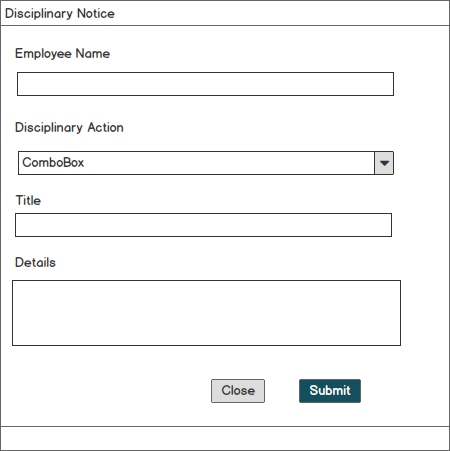 Disciplinary Notice
Employee Name
Disciplinary Action
ComboBox
Title
Details
Close
Submit